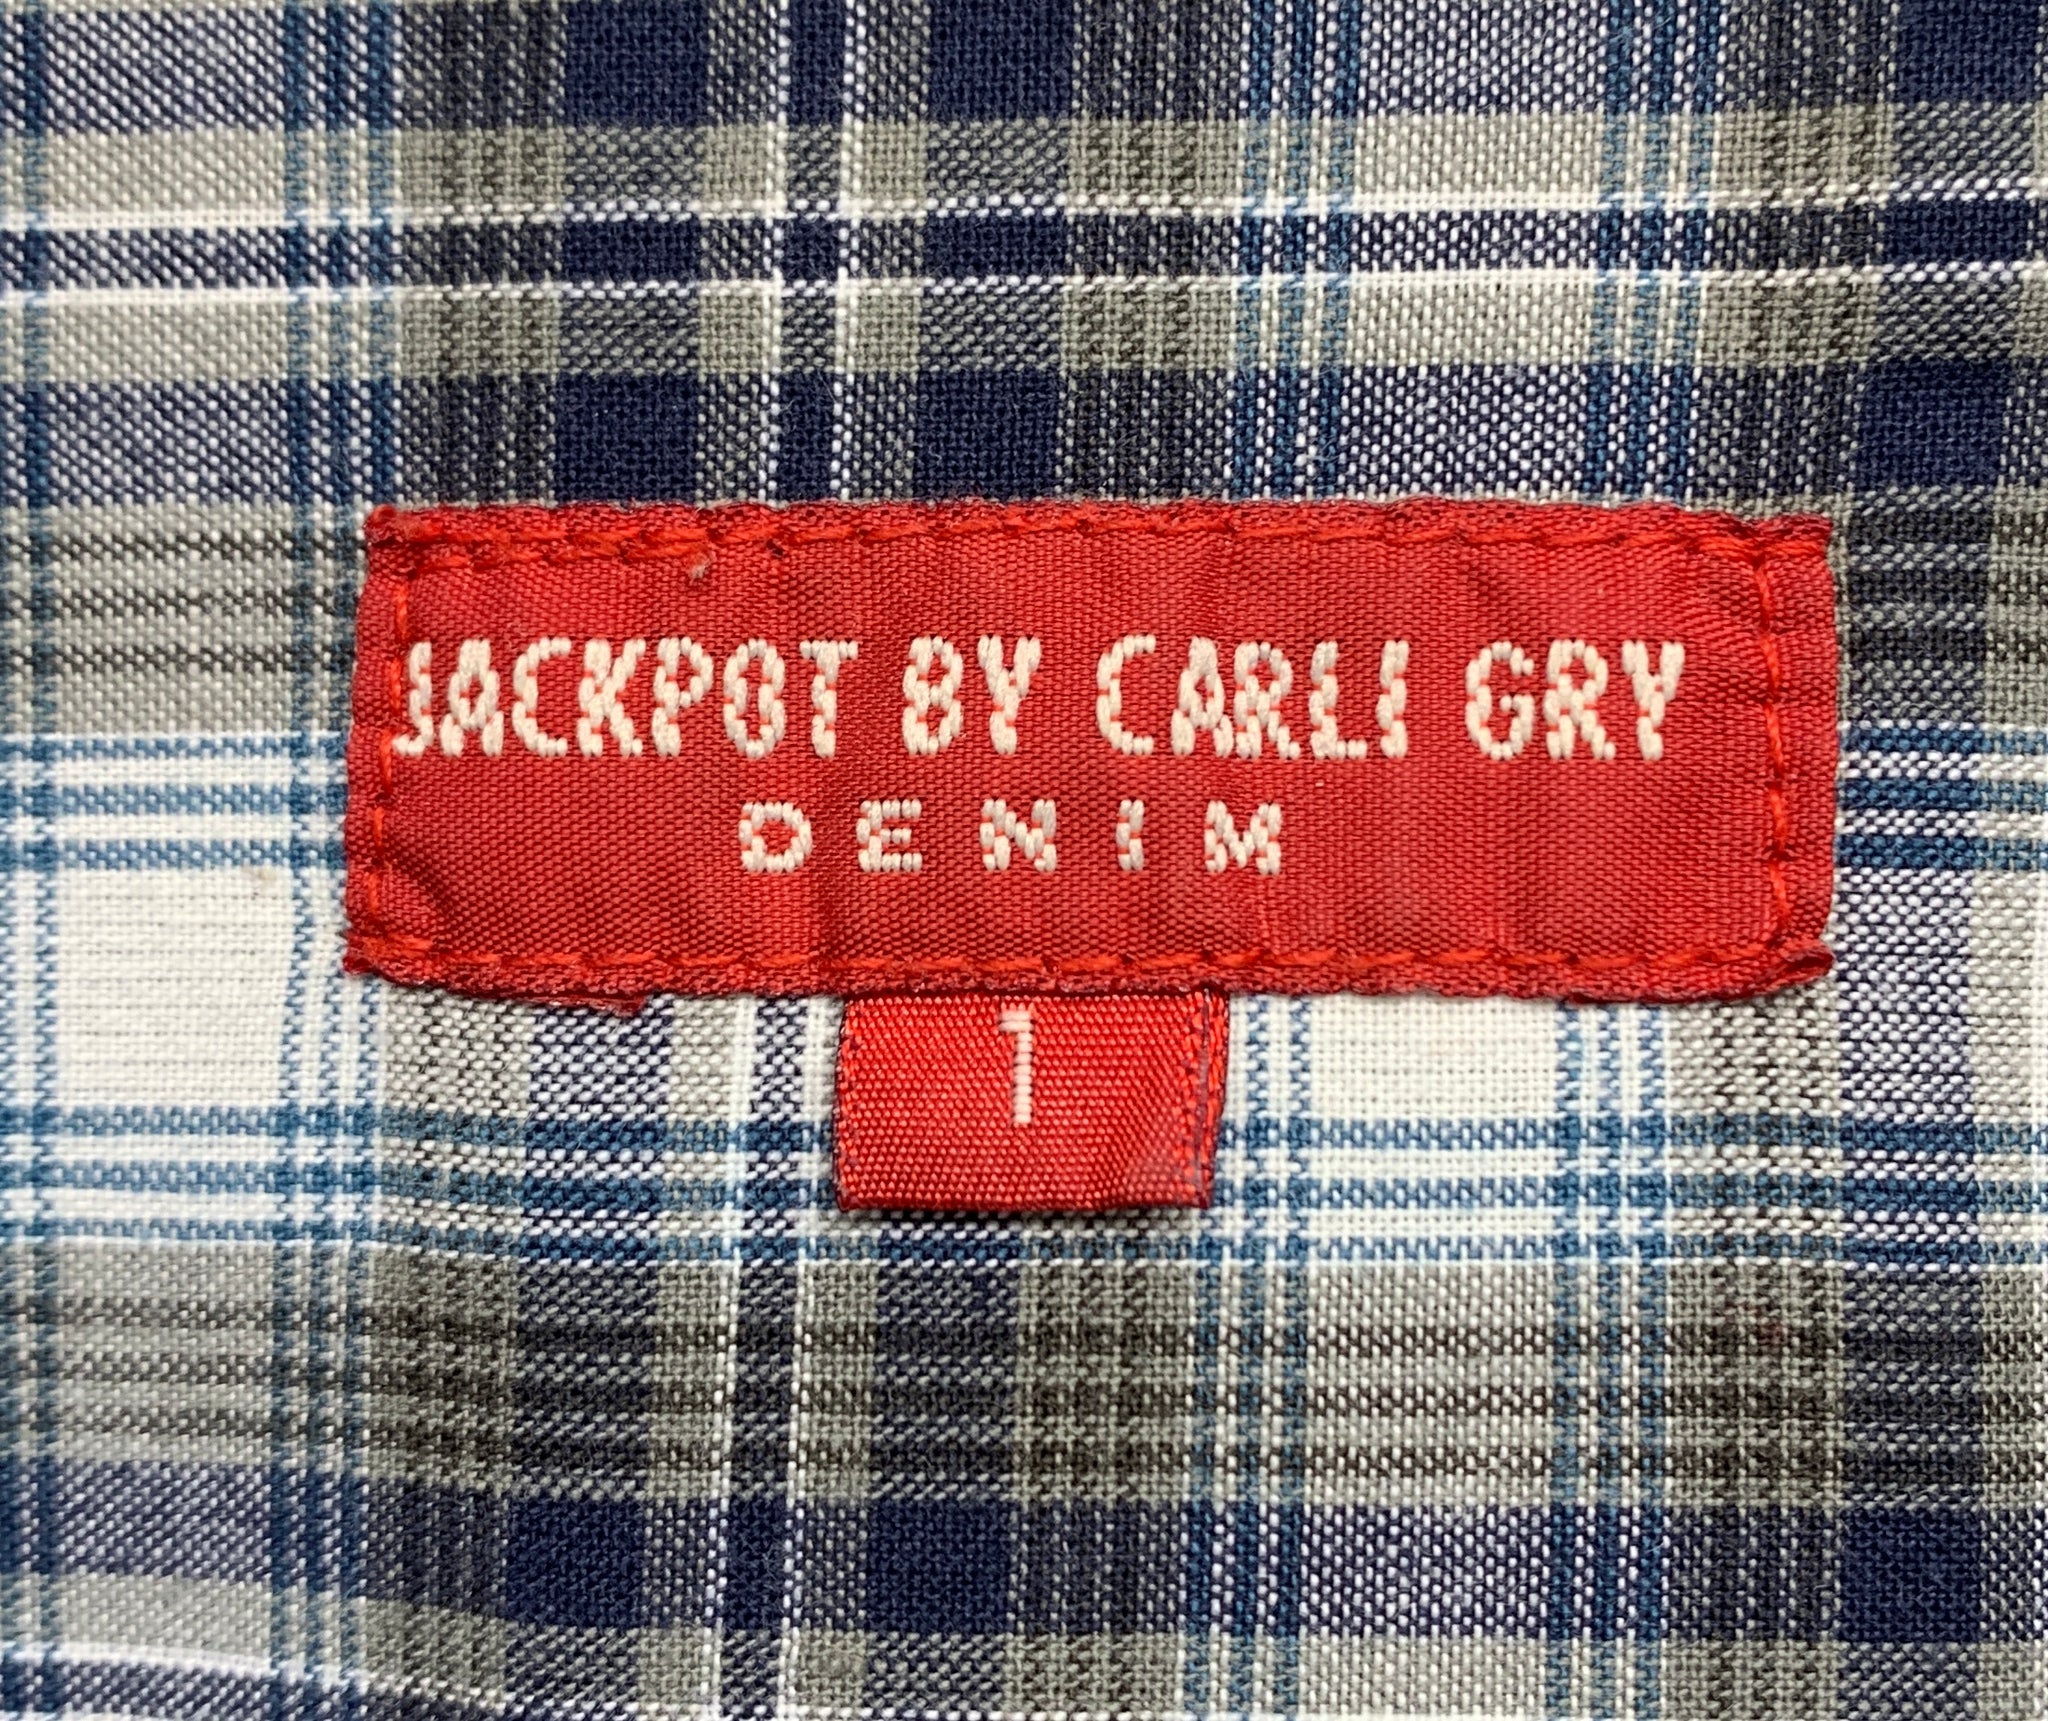 JACKPOT BY CARLI GRY
DENIM
1